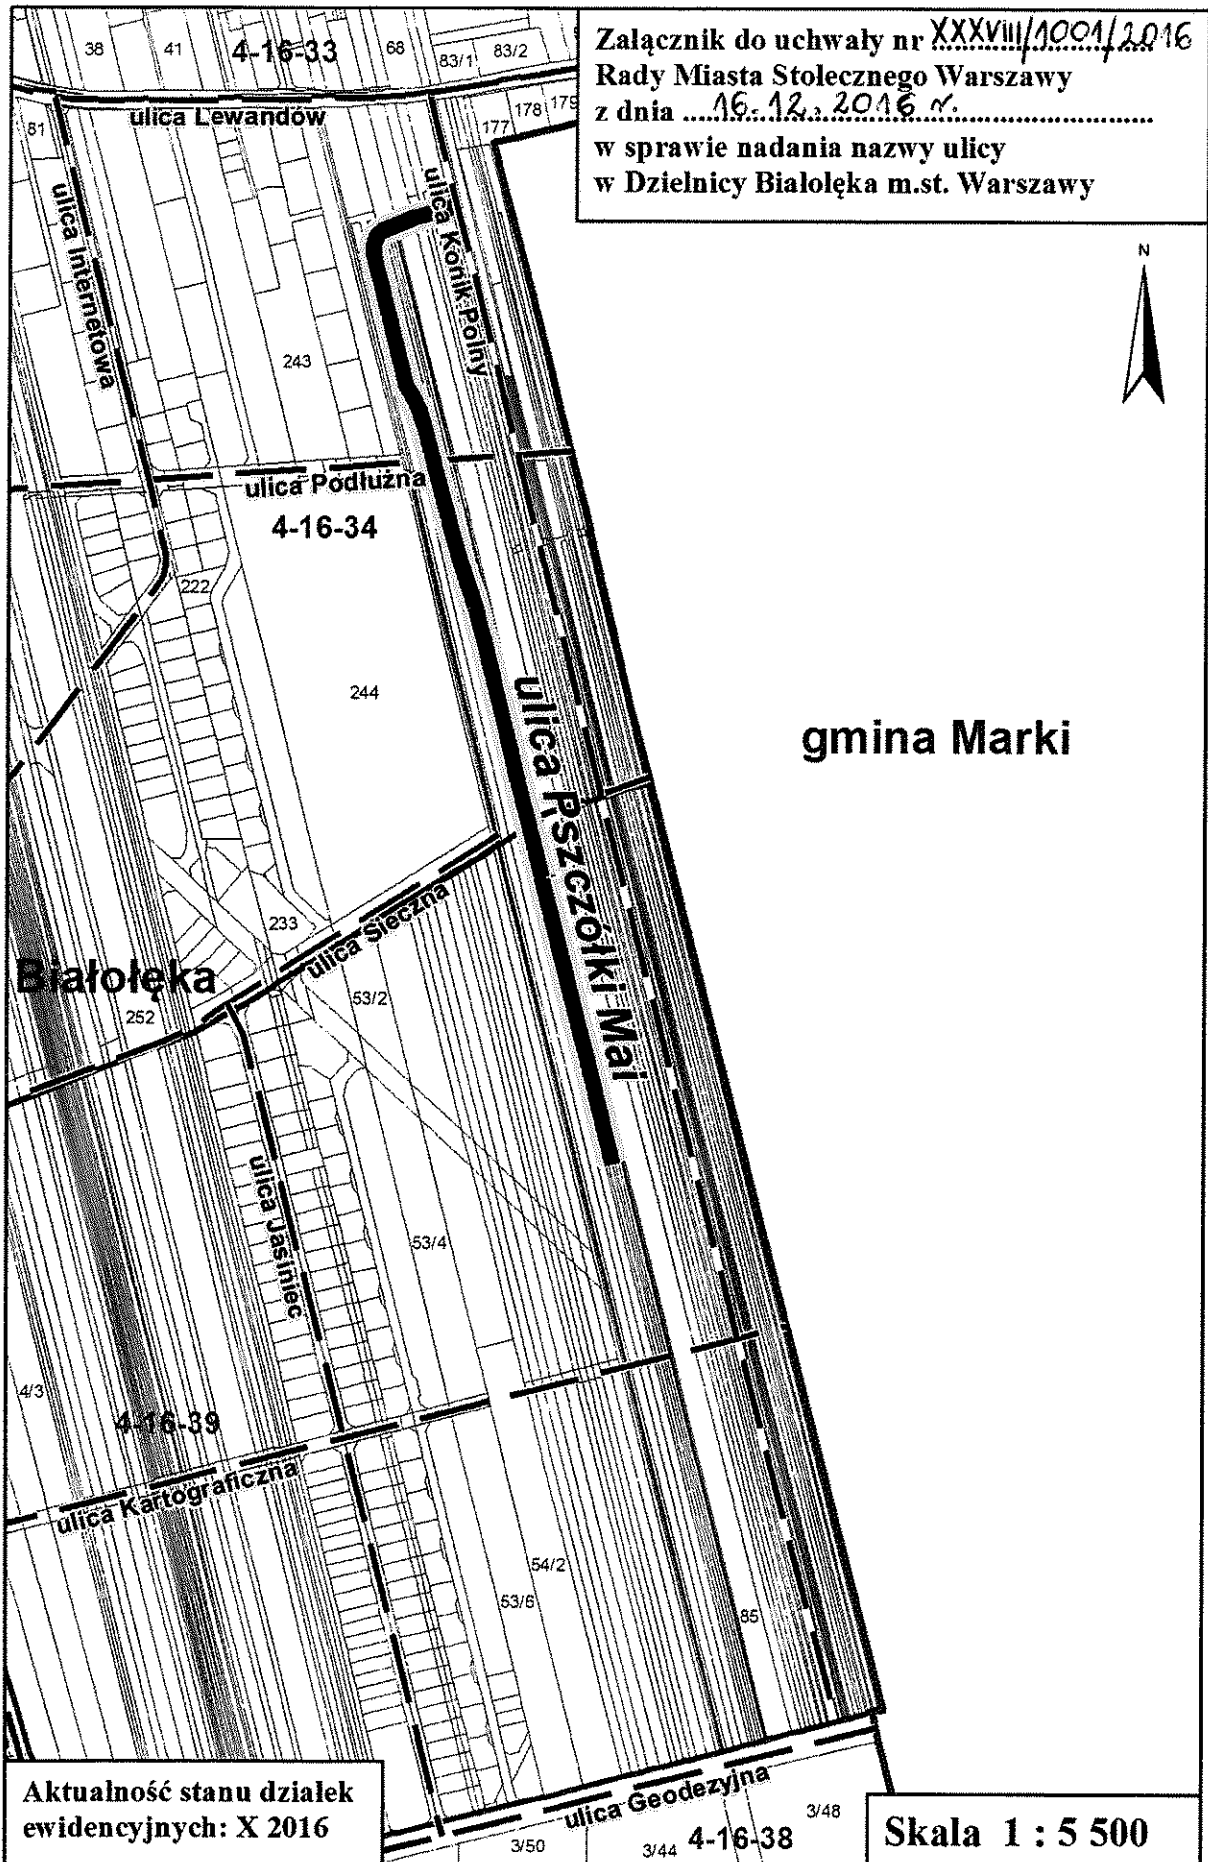 Załącznik do uchwały nr XXXVIII/1001/2016
Rady Miasta Stołecznego Warszawy
z dnia 16.12.2016 r.
w sprawie nadania nazwy ulicy
w Dzielnicy Białołęka m.st. Warszawy
38
41
4-16-33
68
83/1
83/2
81
ulica Lewandów
177
178
179
N
ulica Internetowa
ulica Konik Polny
243
ulica Podłużna
4-16-34
222
244
ulica Pszczółki Mai
gmina Marki
233
ulica Sieczna
Białołęka
252
53/2
ulica Jasiniec
53/4
4/3
4-16-39
ulica Kartograficzna
54/2
53/6
85
Aktualność stanu działek
ewidencyjnych: X 2016
ulica Geodezyjna
3/50
3/44
4-16-38
3/48
Skala 1 : 5 500